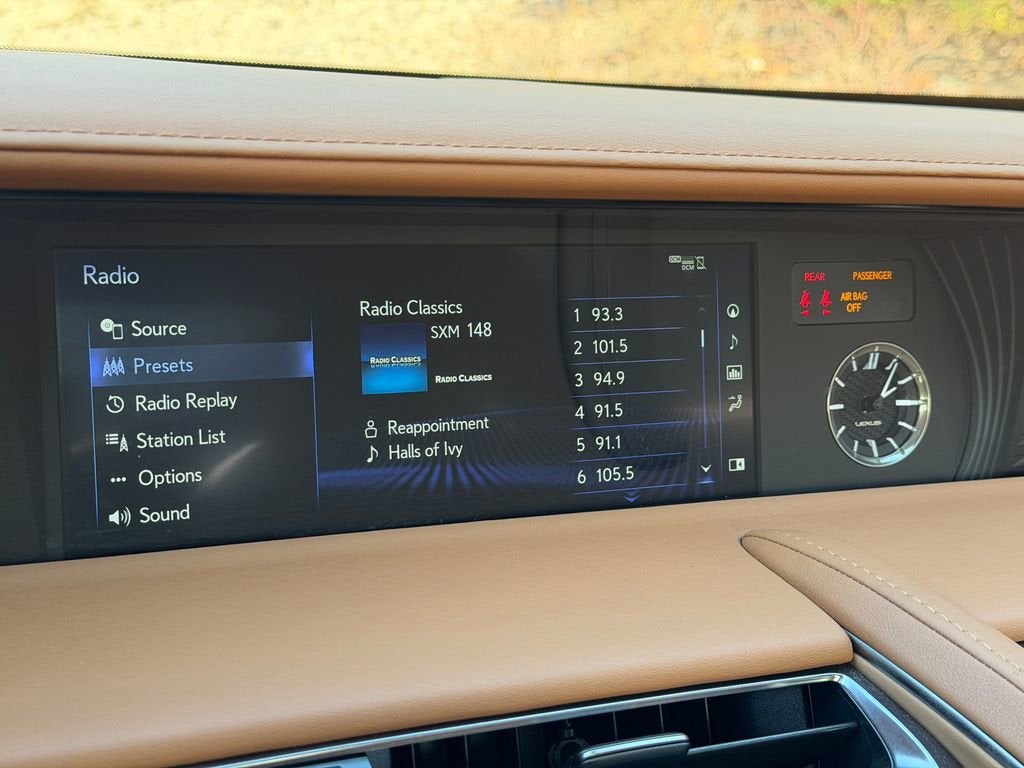 Radio
Source
Presets
Radio Replay
Station List
Options
Sound
Radio Classics
SXM 148
RADIO CLASSICS
RADIO CLASSICS
Reappointment
Halls of Ivy
1 93.3
2 101.5
3 94.9
4 91.5
5 91.1
6 105.5
DCM
DCM
REAR
PASSENGER
AIR BAG
OFF
LEXUS